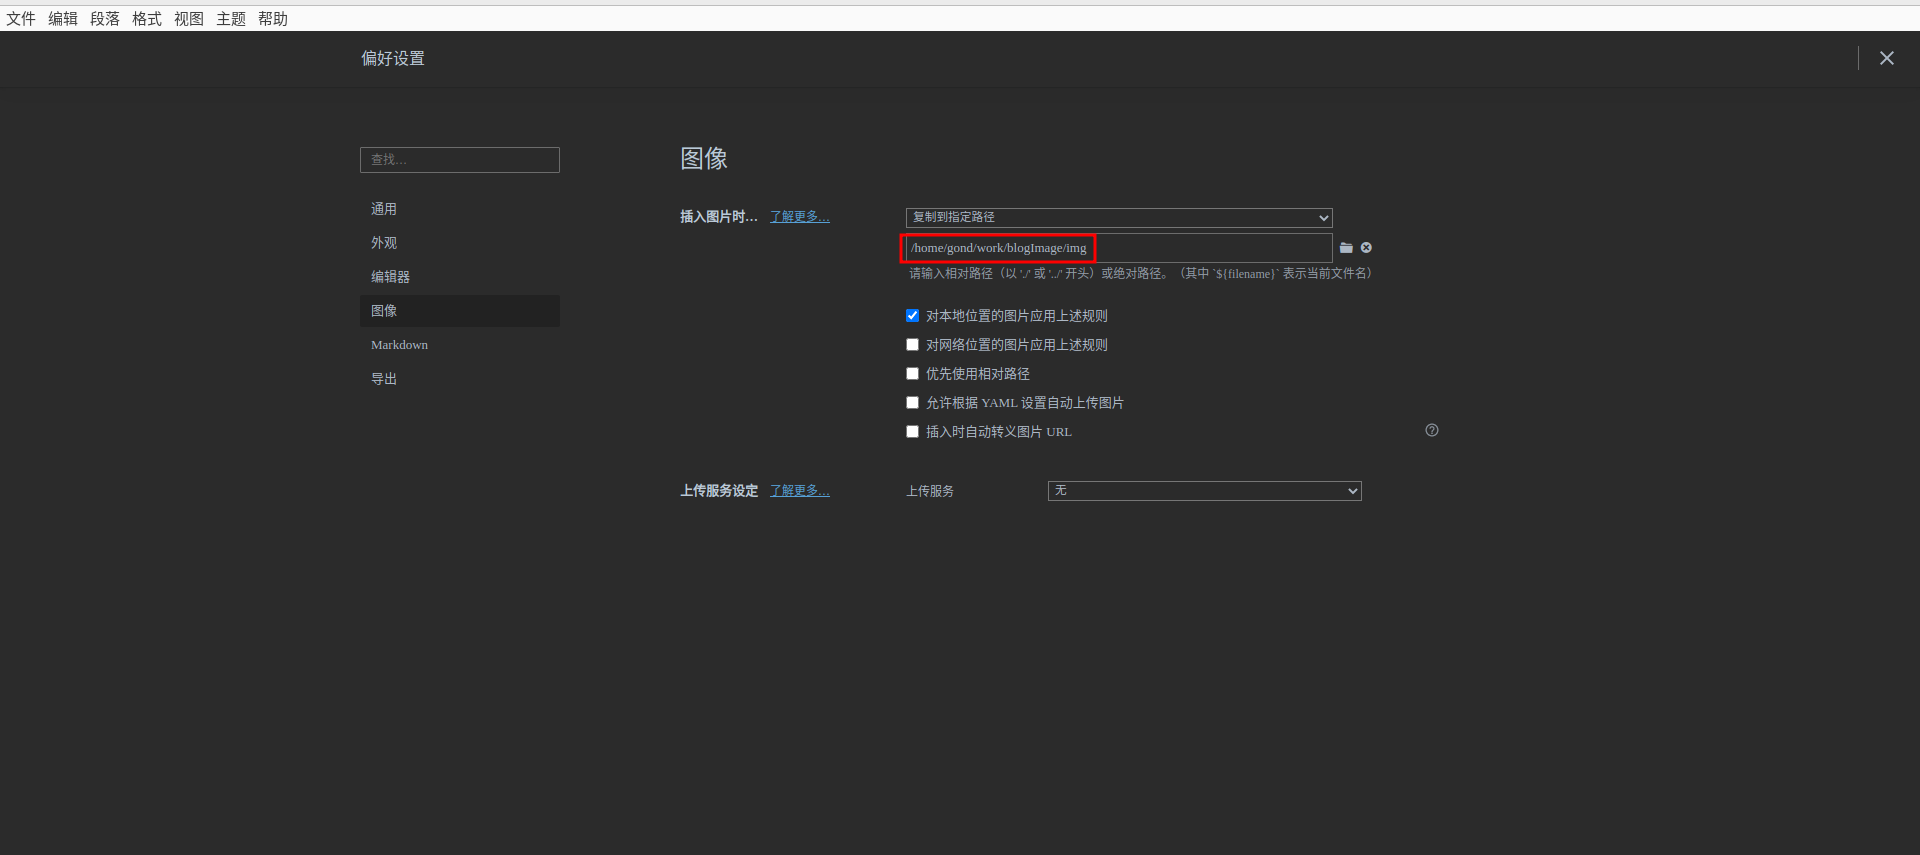 文件 编辑 段落 格式 视图 主题 帮助
偏好设置
查找…
通用
外观
编辑器
图像
Markdown
导出
图像
插入图片时… 了解更多… 复制到指定路径
/home/gond/work/blogImage/img
请输入相对路径（以 './' 或 '../' 开头）或绝对路径。（其中 `${filename}` 表示当前文件名）
对本地位置的图片应用上述规则
对网络位置的图片应用上述规则
优先使用相对路径
允许根据 YAML 设置自动上传图片
插入时自动转义图片 URL
上传服务设定 了解更多… 上传服务 无